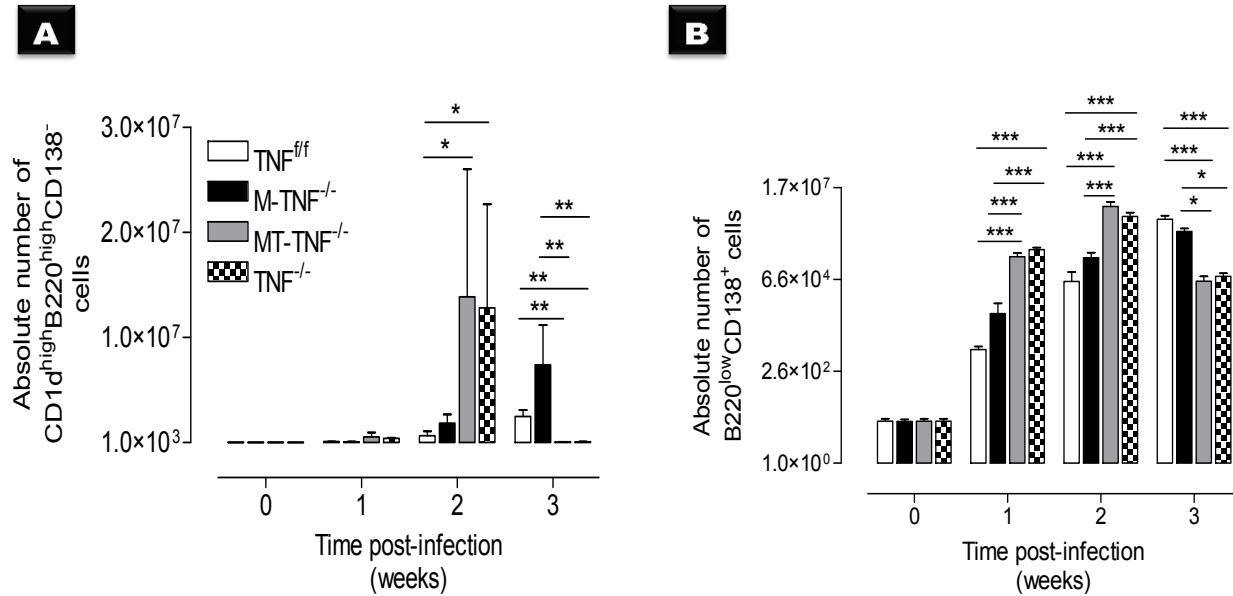 A
Absolute number of
CD1d^high B220^high CD138^-
cells
3.0×10^7
2.0×10^7
1.0×10^7
1.0×10^3
TNF^f/f
M-TNF^-/-
MT-TNF^-/-
TNF^-/-
*
*
**
**
**
**
0 1 2 3
Time post-infection
(weeks)
B
Absolute number of
B220^low CD138^+ cells
1.7×10^7
6.6×10^4
2.6×10^2
1.0×10^0
***
***
***
***
***
***
***
***
***
***
*
*
0 1 2 3
Time post-infection
(weeks)